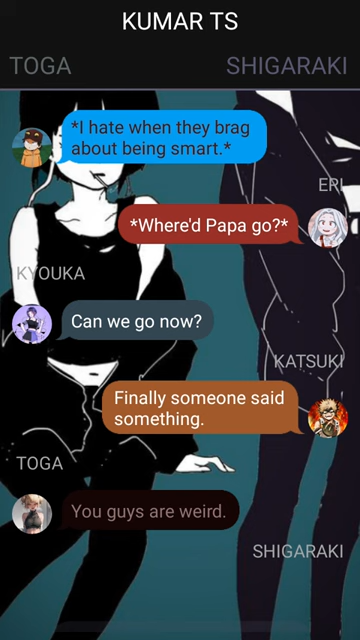 KUMAR TS
TOGA
SHIGARAKI
*I hate when they brag
about being smart.*
ERI
*Where'd Papa go?*
KYOUKA
Can we go now?
KATSUKI
Finally someone said
something.
TOGA
You guys are weird.
SHIGARAKI